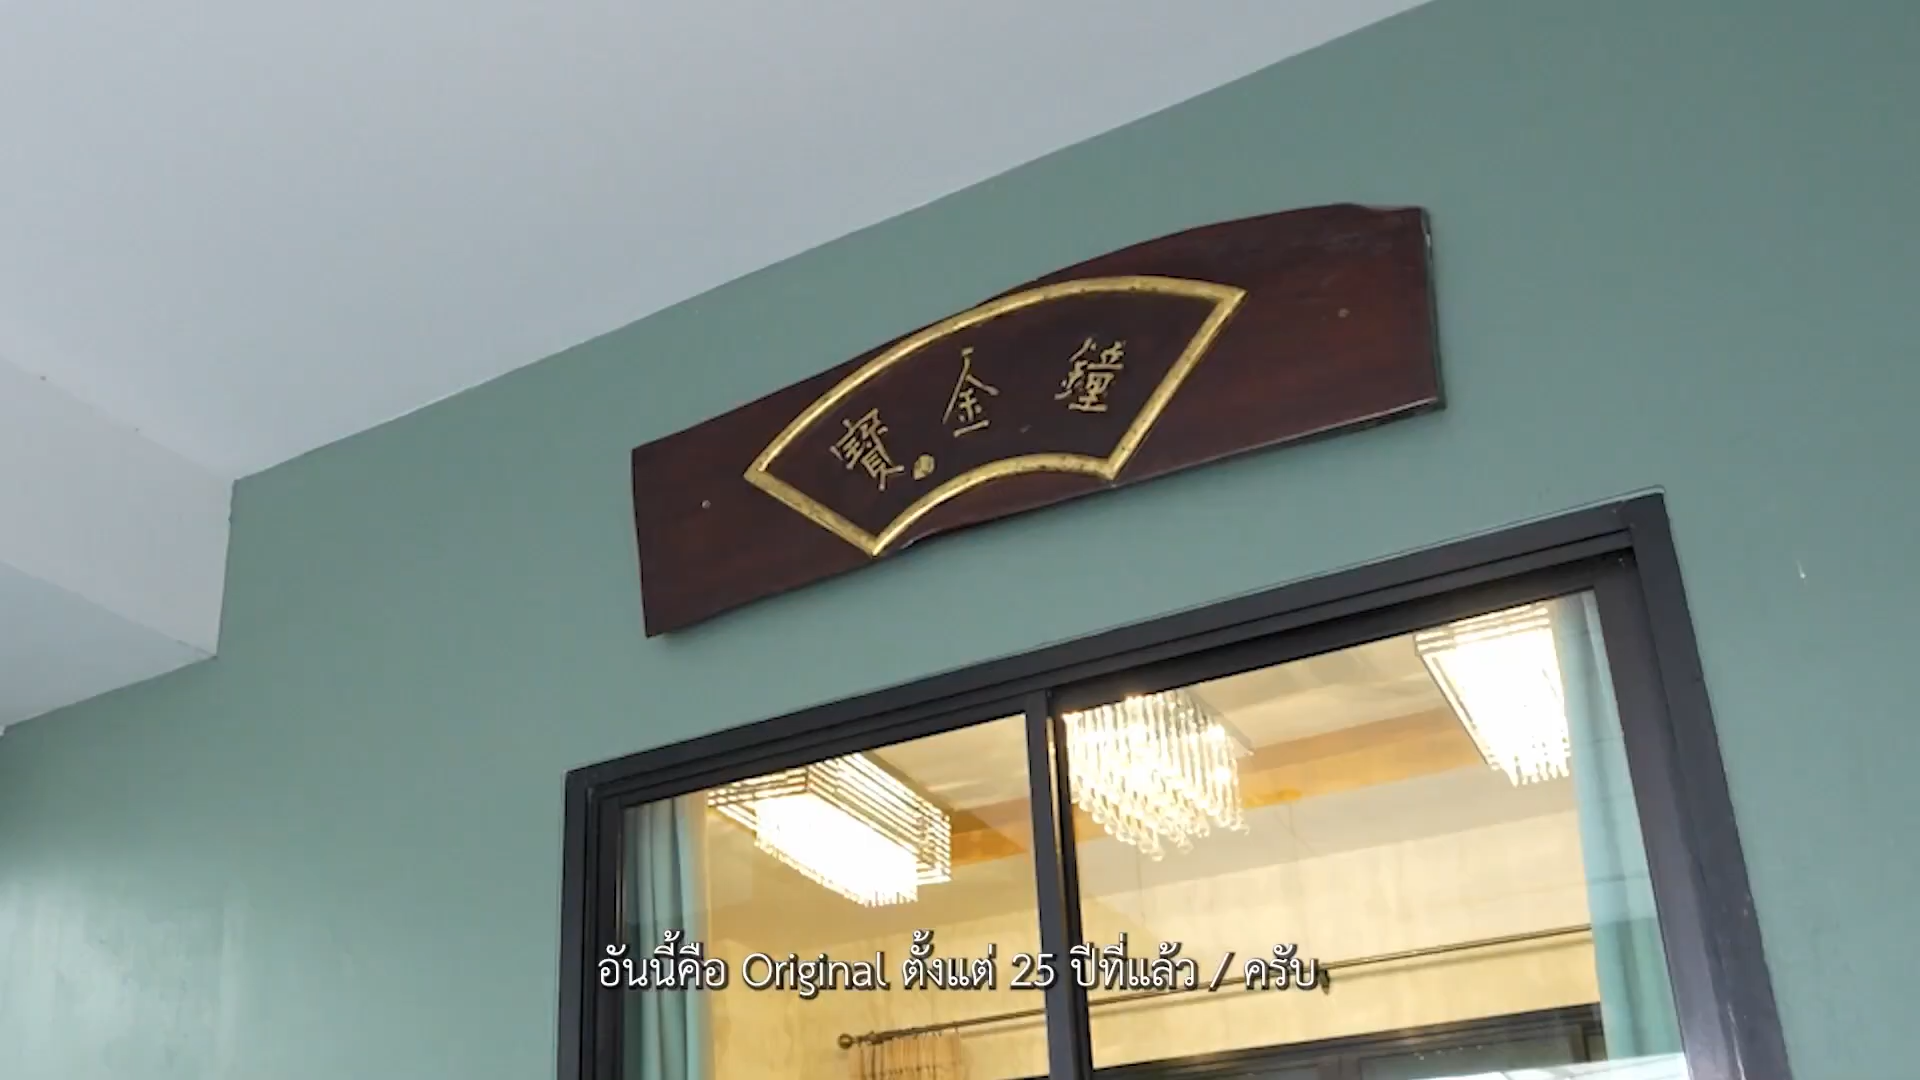 寶金鐘
อันนี้คือ Original ตั้งแต่ 25 ปีที่แล้ว / ครับ